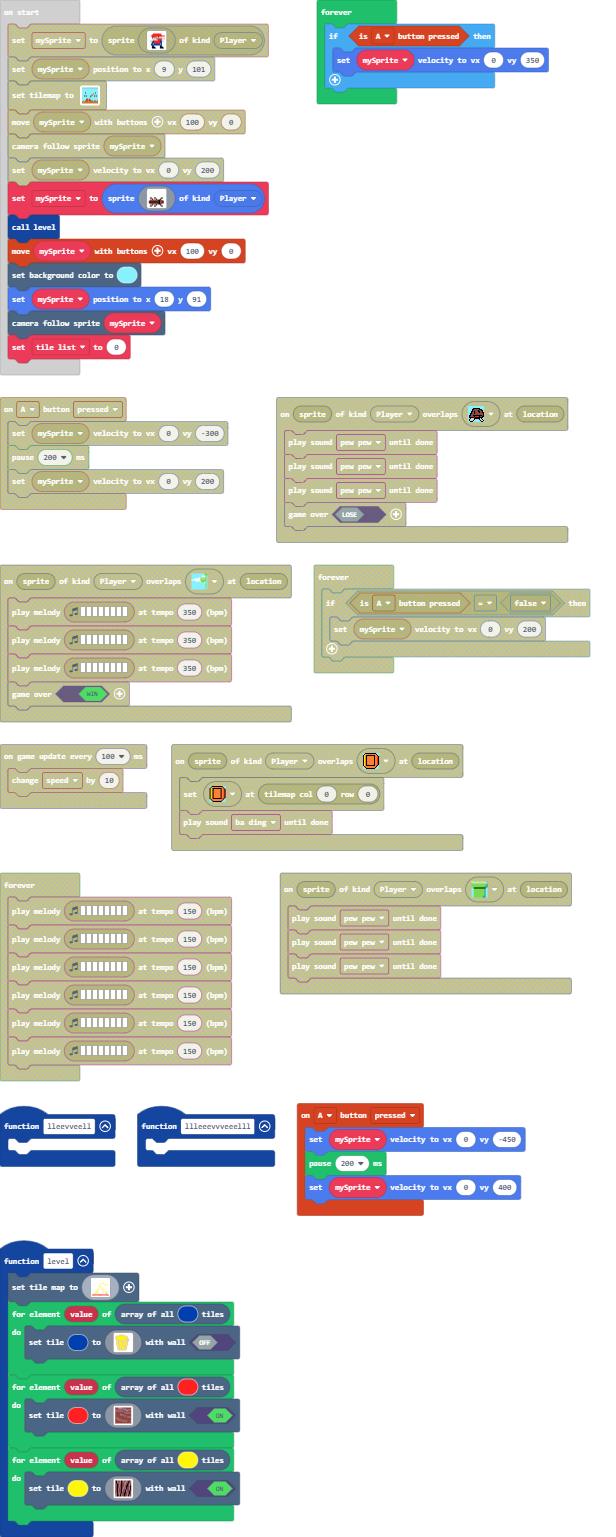 on start
set mySprite to sprite of kind Player
set mySprite position to x 9 y 101
set tilemap to
move mySprite with buttons vx 100 vy 0
camera follow sprite mySprite
set mySprite velocity to vx 0 vy 200
set mySprite to sprite of kind Player
call level
move mySprite with buttons vx 100 vy 0
set background color to
set mySprite position to x 18 y 91
camera follow sprite mySprite
set tile list to 0
forever
if is A button pressed then
set mySprite velocity to vx 0 vy 350
on A button pressed
set mySprite velocity to vx 0 vy -300
pause 200 ms
set mySprite velocity to vx 0 vy 200
on sprite of kind Player overlaps at location
play sound pew pew until done
play sound pew pew until done
play sound pew pew until done
game over LOSE
on sprite of kind Player overlaps at location
play melody at tempo 350 (bpm)
play melody at tempo 350 (bpm)
play melody at tempo 350 (bpm)
game over WIN
forever
if is A button pressed = false then
set mySprite velocity to vx 0 vy 200
on game update every 100 ms
change speed by 10
on sprite of kind Player overlaps at location
set at tilemap col 0 row 0
play sound ba ding until done
forever
play melody at tempo 150 (bpm)
play melody at tempo 150 (bpm)
play melody at tempo 150 (bpm)
play melody at tempo 150 (bpm)
play melody at tempo 150 (bpm)
play melody at tempo 150 (bpm)
on sprite of kind Player overlaps at location
play sound pew pew until done
play sound pew pew until done
play sound pew pew until done
function lleevveell
function llleeevvveeelll
on A button pressed
set mySprite velocity to vx 0 vy -450
pause 200 ms
set mySprite velocity to vx 0 vy 400
function level
set tile map to
for element value of array of all tiles
do set tile to with wall OFF
for element value of array of all tiles
do set tile to with wall ON
for element value of array of all tiles
do set tile to with wall ON